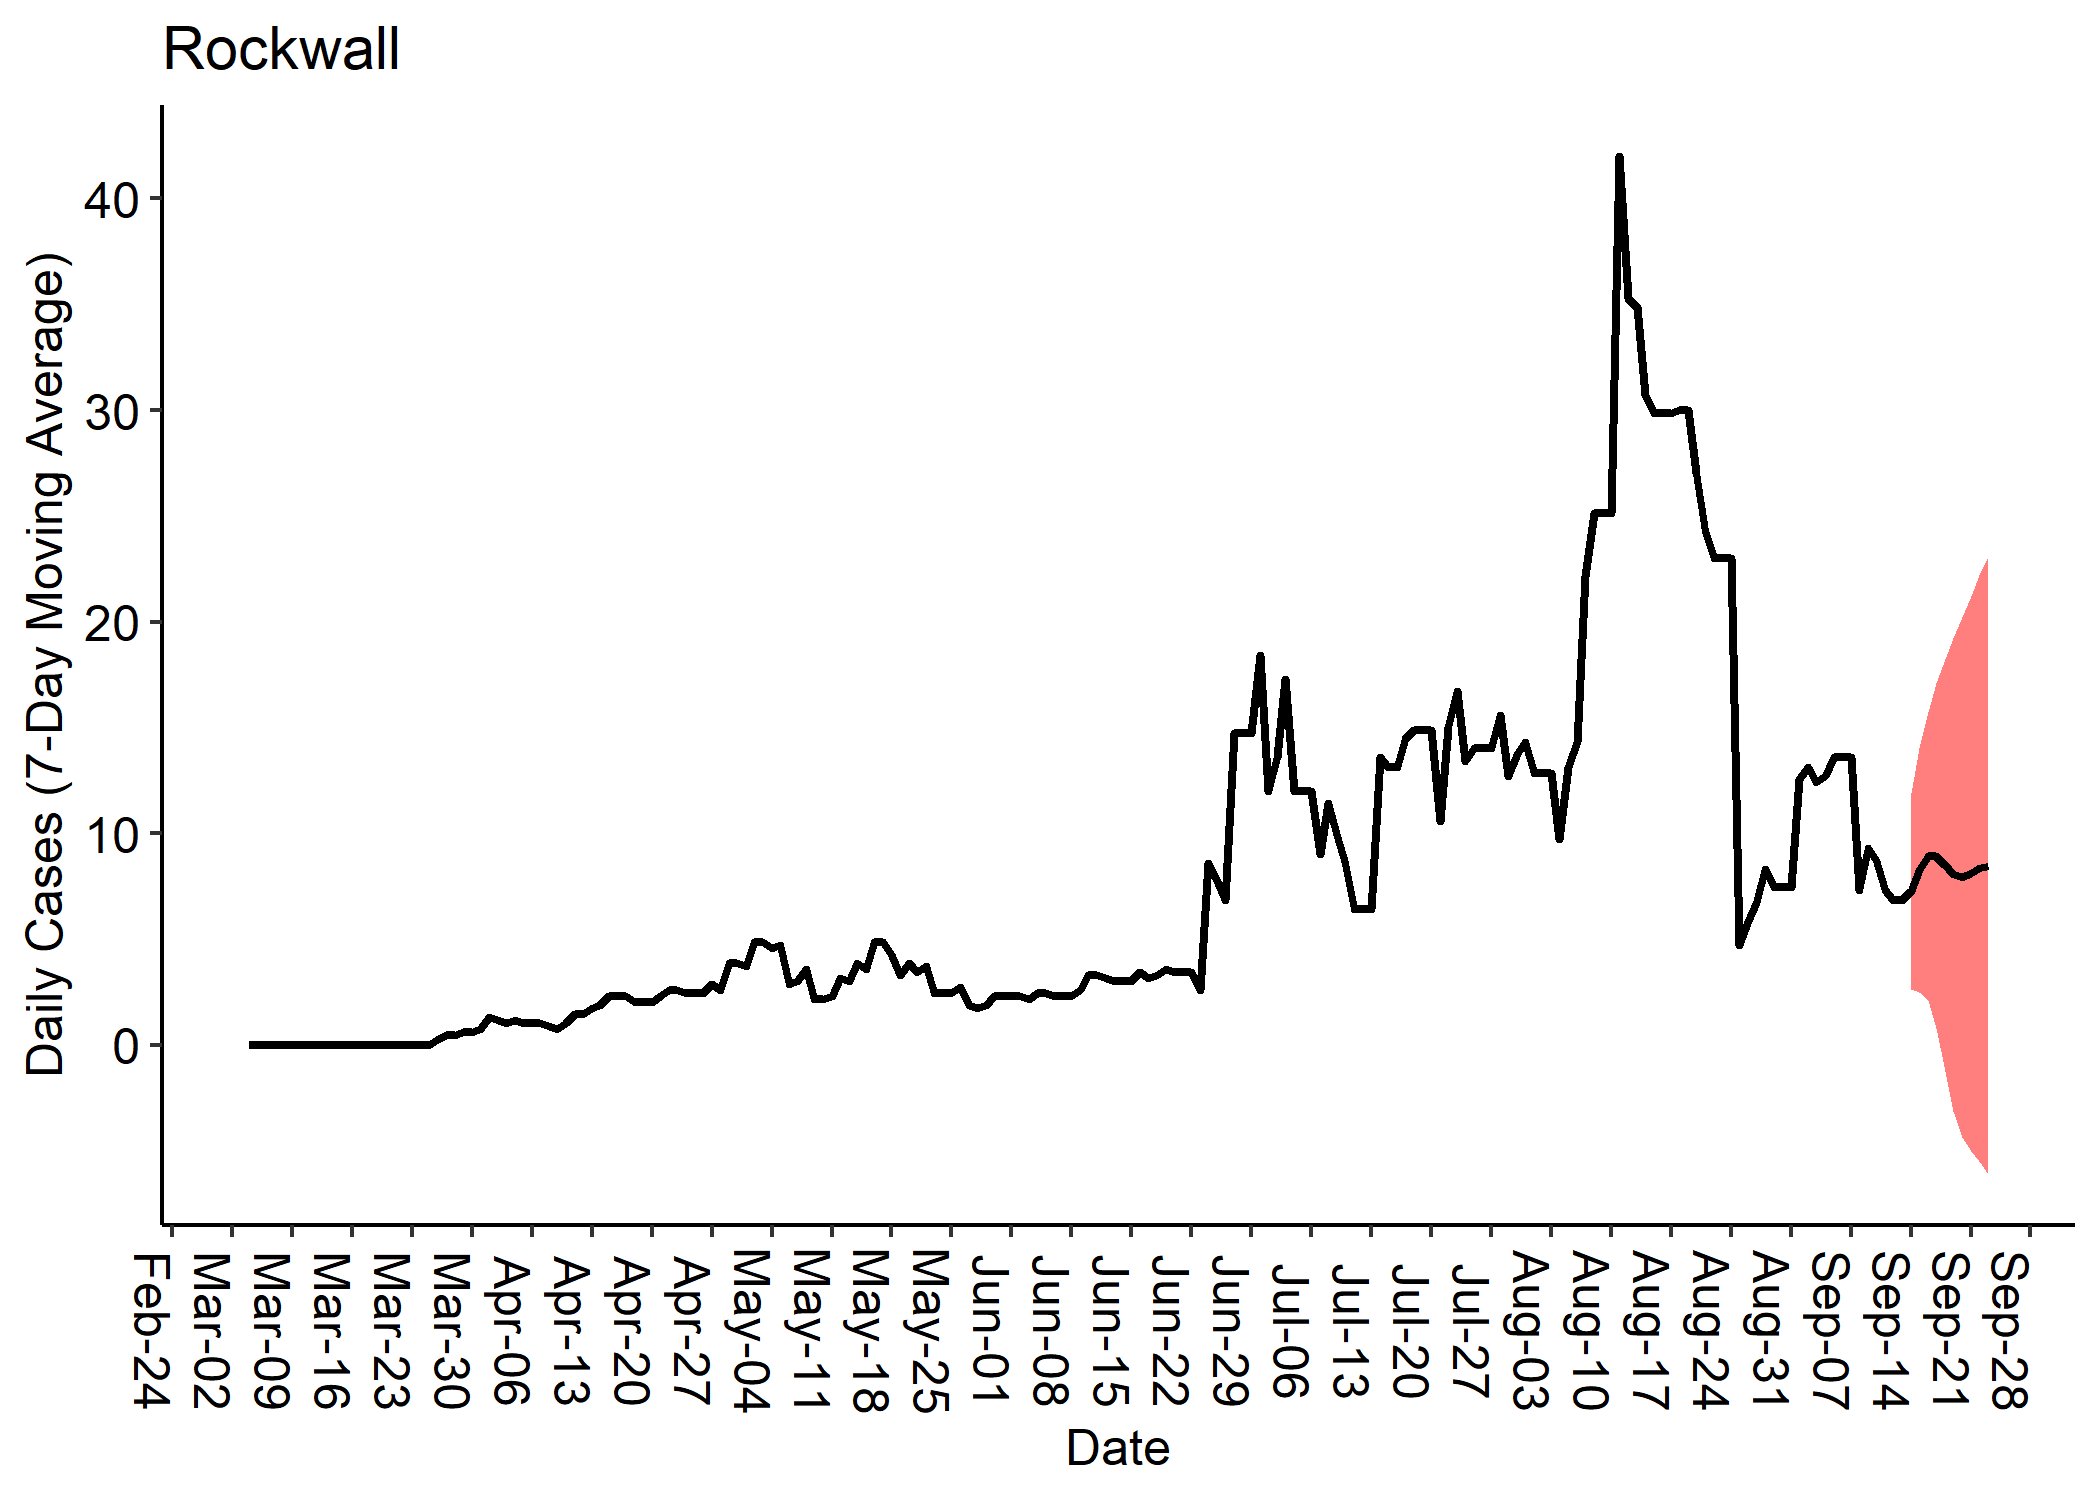 Rockwall
Daily Cases (7-Day Moving Average)
40
30
20
10
0
Feb-24
Mar-02
Mar-09
Mar-16
Mar-23
Mar-30
Apr-06
Apr-13
Apr-20
Apr-27
May-04
May-11
May-18
May-25
Jun-01
Jun-08
Jun-15
Jun-22
Jun-29
Jul-06
Jul-13
Jul-20
Jul-27
Aug-03
Aug-10
Aug-17
Aug-24
Aug-31
Sep-07
Sep-14
Sep-21
Sep-28
Date